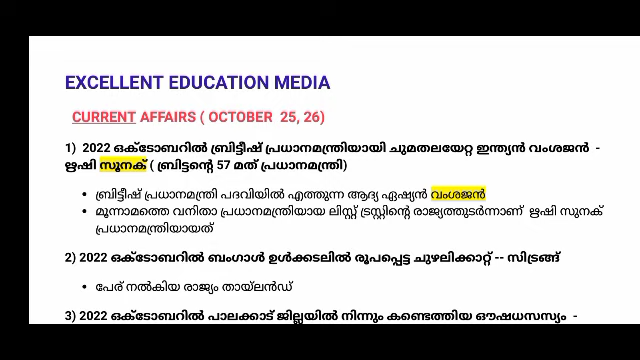 EXCELLENT EDUCATION MEDIA
CURRENT AFFAIRS ( OCTOBER 25, 26)
1) 2022 ഒക്ടോബറിൽ ബ്രിട്ടീഷ് പ്രധാനമന്ത്രിയായി ചുമതലയേറ്റ ഇന്ത്യൻ വംശജൻ -
ഋഷി സൂനക് ( ബ്രിട്ടന്റെ 57 മത് പ്രധാനമന്ത്രി)
• ബ്രിട്ടീഷ് പ്രധാനമന്ത്രി പദവിയിൽ എത്തുന്ന ആദ്യ ഏഷ്യൻ വംശജൻ
• മൂന്നാമത്തെ വനിതാ പ്രധാനമന്ത്രിയായ ലിസ്സ് ട്രസ്സിന്റെ രാജ്യത്തുടർന്നാണ് ഋഷി സുനക്
പ്രധാനമന്ത്രിയായത്
2) 2022 ഒക്ടോബറിൽ ബംഗാൾ ഉൾക്കടലിൽ രൂപപ്പെട്ട ചുഴലിക്കാറ്റ് -- സിട്രങ്ങ്
• പേര് നൽകിയ രാജ്യം തായ്ലൻഡ്
3) 2022 ഒക്ടോബറിൽ പാലക്കാട് ജില്ലയിൽ നിന്നും കണ്ടെത്തിയ ഔഷധസസ്യം -